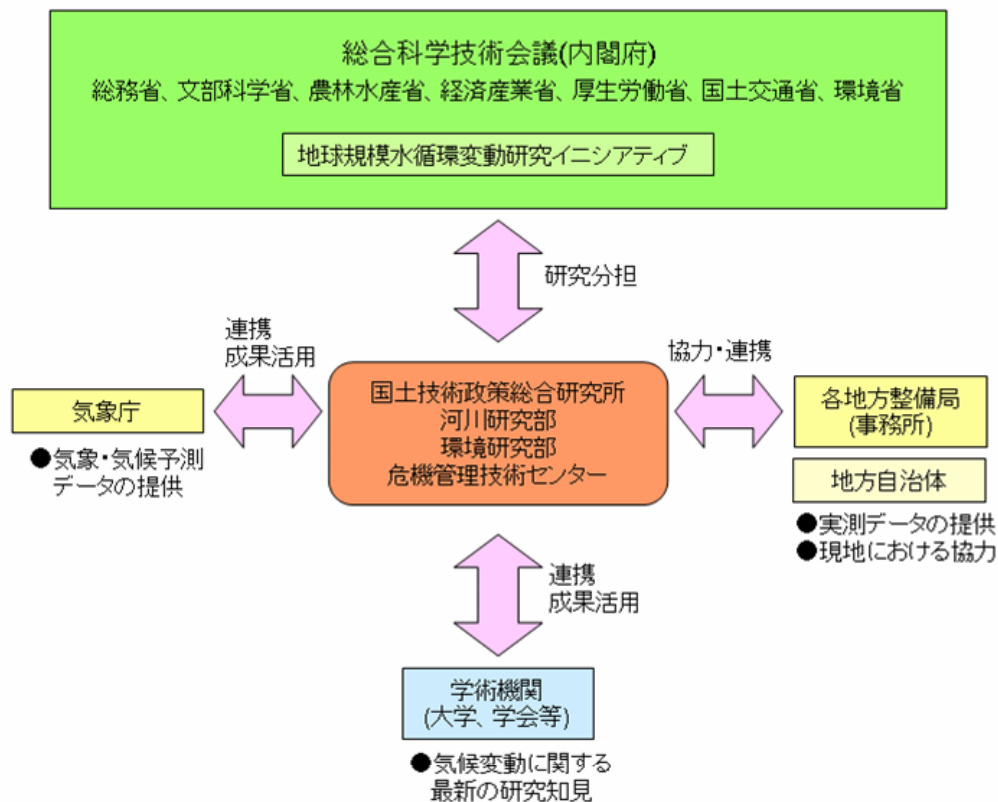 総合科学技術会議(内閣府)
総務省、文部科学省、農林水産省、経済産業省、厚生労働省、国土交通省、環境省
地球規模水循環変動研究イニシアティブ
研究分担
連携
成果活用
協力・連携
気象庁
●気象・気候予測
データの提供
国土技術政策総合研究所
河川研究部
環境研究部
危機管理技術センター
各地方整備局
(事務所)
地方自治体
●実測データの提供
●現地における協力
連携
成果活用
学術機関
(大学、学会等)
●気候変動に関する
最新の研究知見